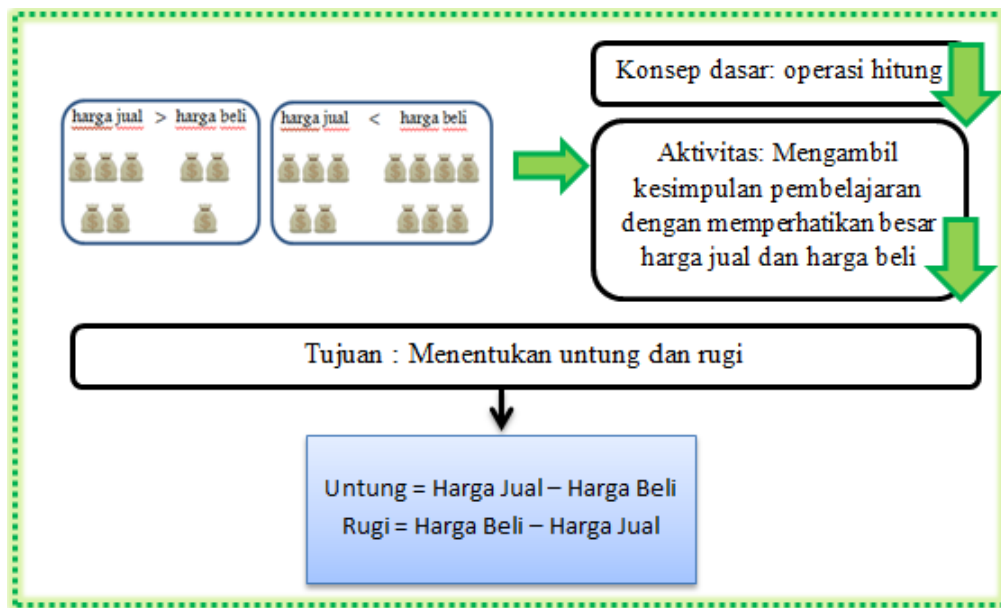 Konsep dasar: operasi hitung
harga jual > harga beli
harga jual < harga beli
Aktivitas: Mengambil
kesimpulan pembelajaran
dengan memperhatikan besar
harga jual dan harga beli
Tujuan : Menentukan untung dan rugi
Untung = Harga Jual – Harga Beli
Rugi = Harga Beli – Harga Jual